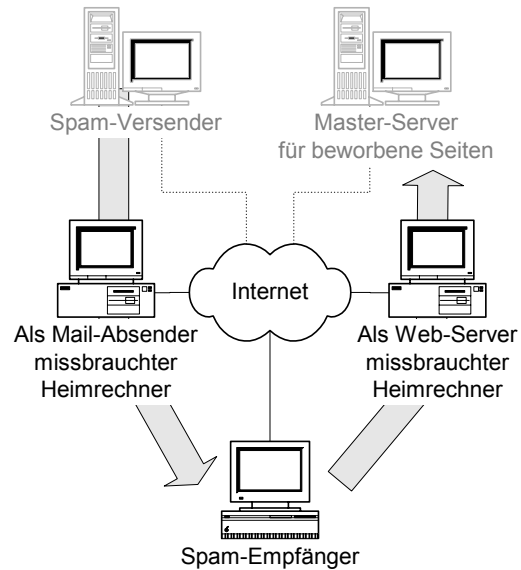 Spam-Versender
Master-Server
für beworbene Seiten
Internet
Als Mail-Absender
missbrauchter
Heimrechner
Als Web-Server
missbrauchter
Heimrechner
Spam-Empfänger